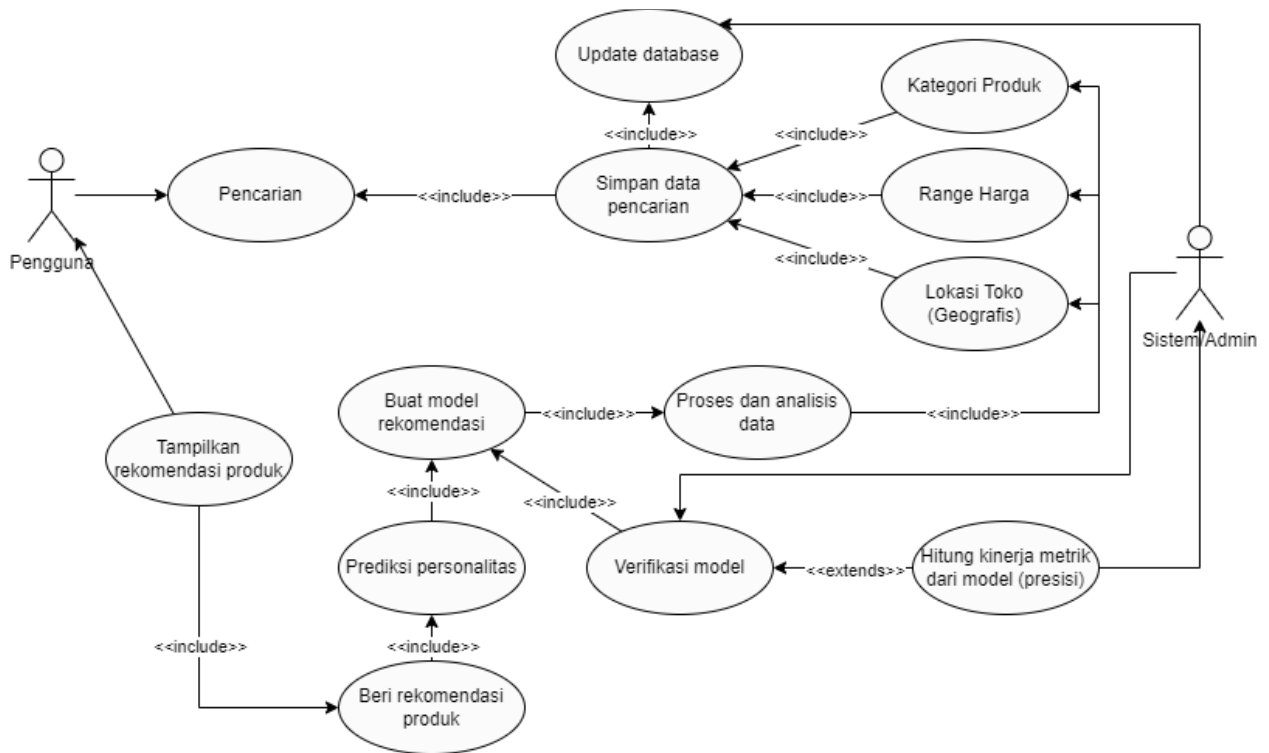 Update database
Kategori Produk
<<include>>
<<include>>
Pencarian
<<include>>
Simpan data
pencarian
<<include>>
Range Harga
Pengguna
<<include>>
Lokasi Toko
(Geografis)
Sistem/Admin
Buat model
rekomendasi
<<include>>
Proses dan analisis
data
<<include>>
Tampilkan
rekomendasi produk
<<include>>
<<include>>
Prediksi personalitas
Verifikasi model
<<extends>>
Hitung kinerja metrik
dari model (presisi)
<<include>>
<<include>>
Beri rekomendasi
produk